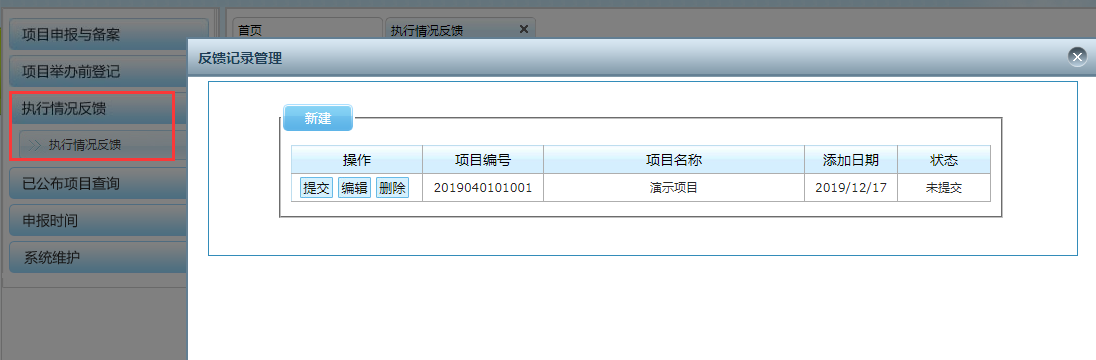 项目申报与备案
项目举办前登记
执行情况反馈
执行情况反馈
已公布项目查询
申报时间
系统维护
首页 执行情况反馈
反馈记录管理
新建
操作 项目编号 项目名称 添加日期 状态
提交 编辑 删除 2019040101001 演示项目 2019/12/17 未提交